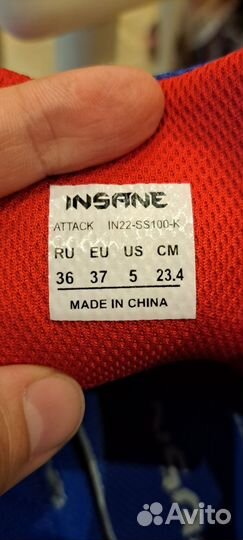 INSANE
ATTACK IN22-SS100-K
RU EU US CM
36 37 5 23.4
MADE IN CHINA
Avito